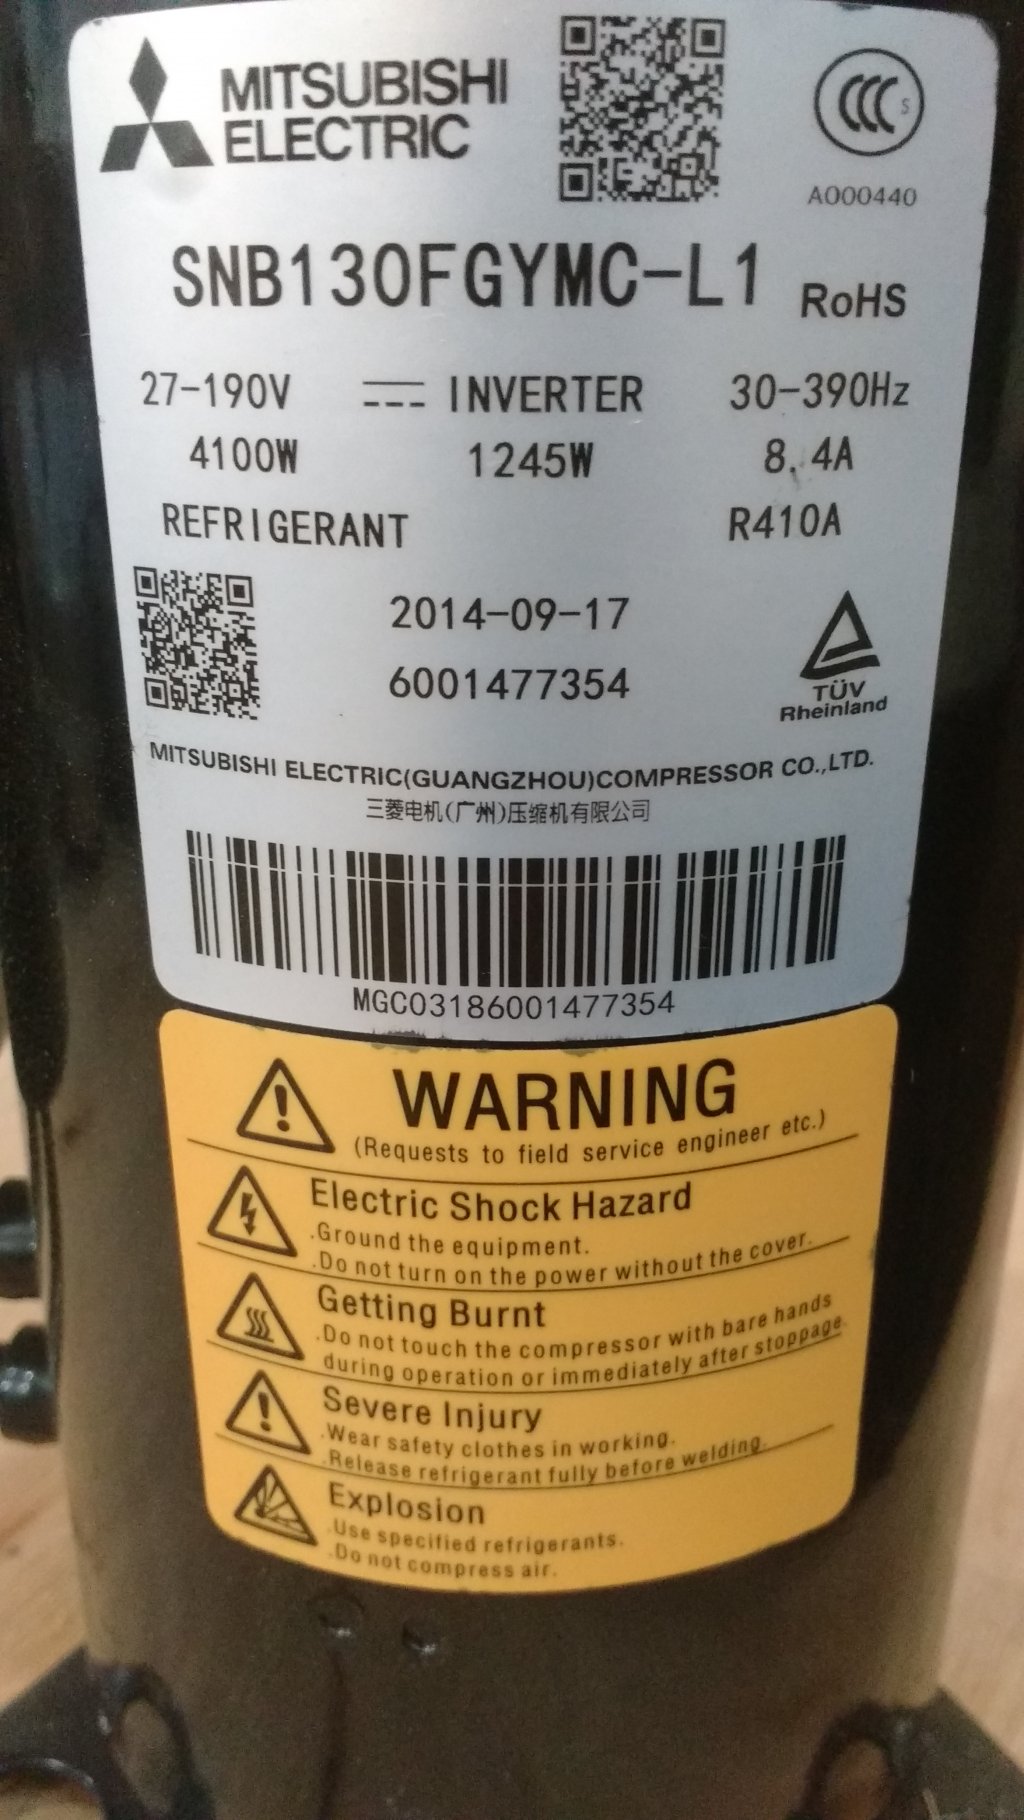 MITSUBISHI
ELECTRIC
CCC S
A000440
SNB130FGYMC-L1 RoHS
27-190V INVERTER 30-390Hz
4100W 1245W 8.4A
REFRIGERANT R410A
2014-09-17
6001477354
TÜV
Rheinland
MITSUBISHI ELECTRIC(GUANGZHOU)COMPRESSOR CO.,LTD.
三菱电机(广州)压缩机有限公司
MGC03186001477354
WARNING
(Requests to field service engineer etc.)
Electric Shock Hazard
.Ground the equipment.
.Do not turn on the power without the cover.
Getting Burnt
.Do not touch the compressor with bare hands
during operation or immediately after stoppage.
Severe Injury
.Wear safety clothes in working.
.Release refrigerant fully before welding.
Explosion
.Use specified refrigerants.
.Do not compress air.